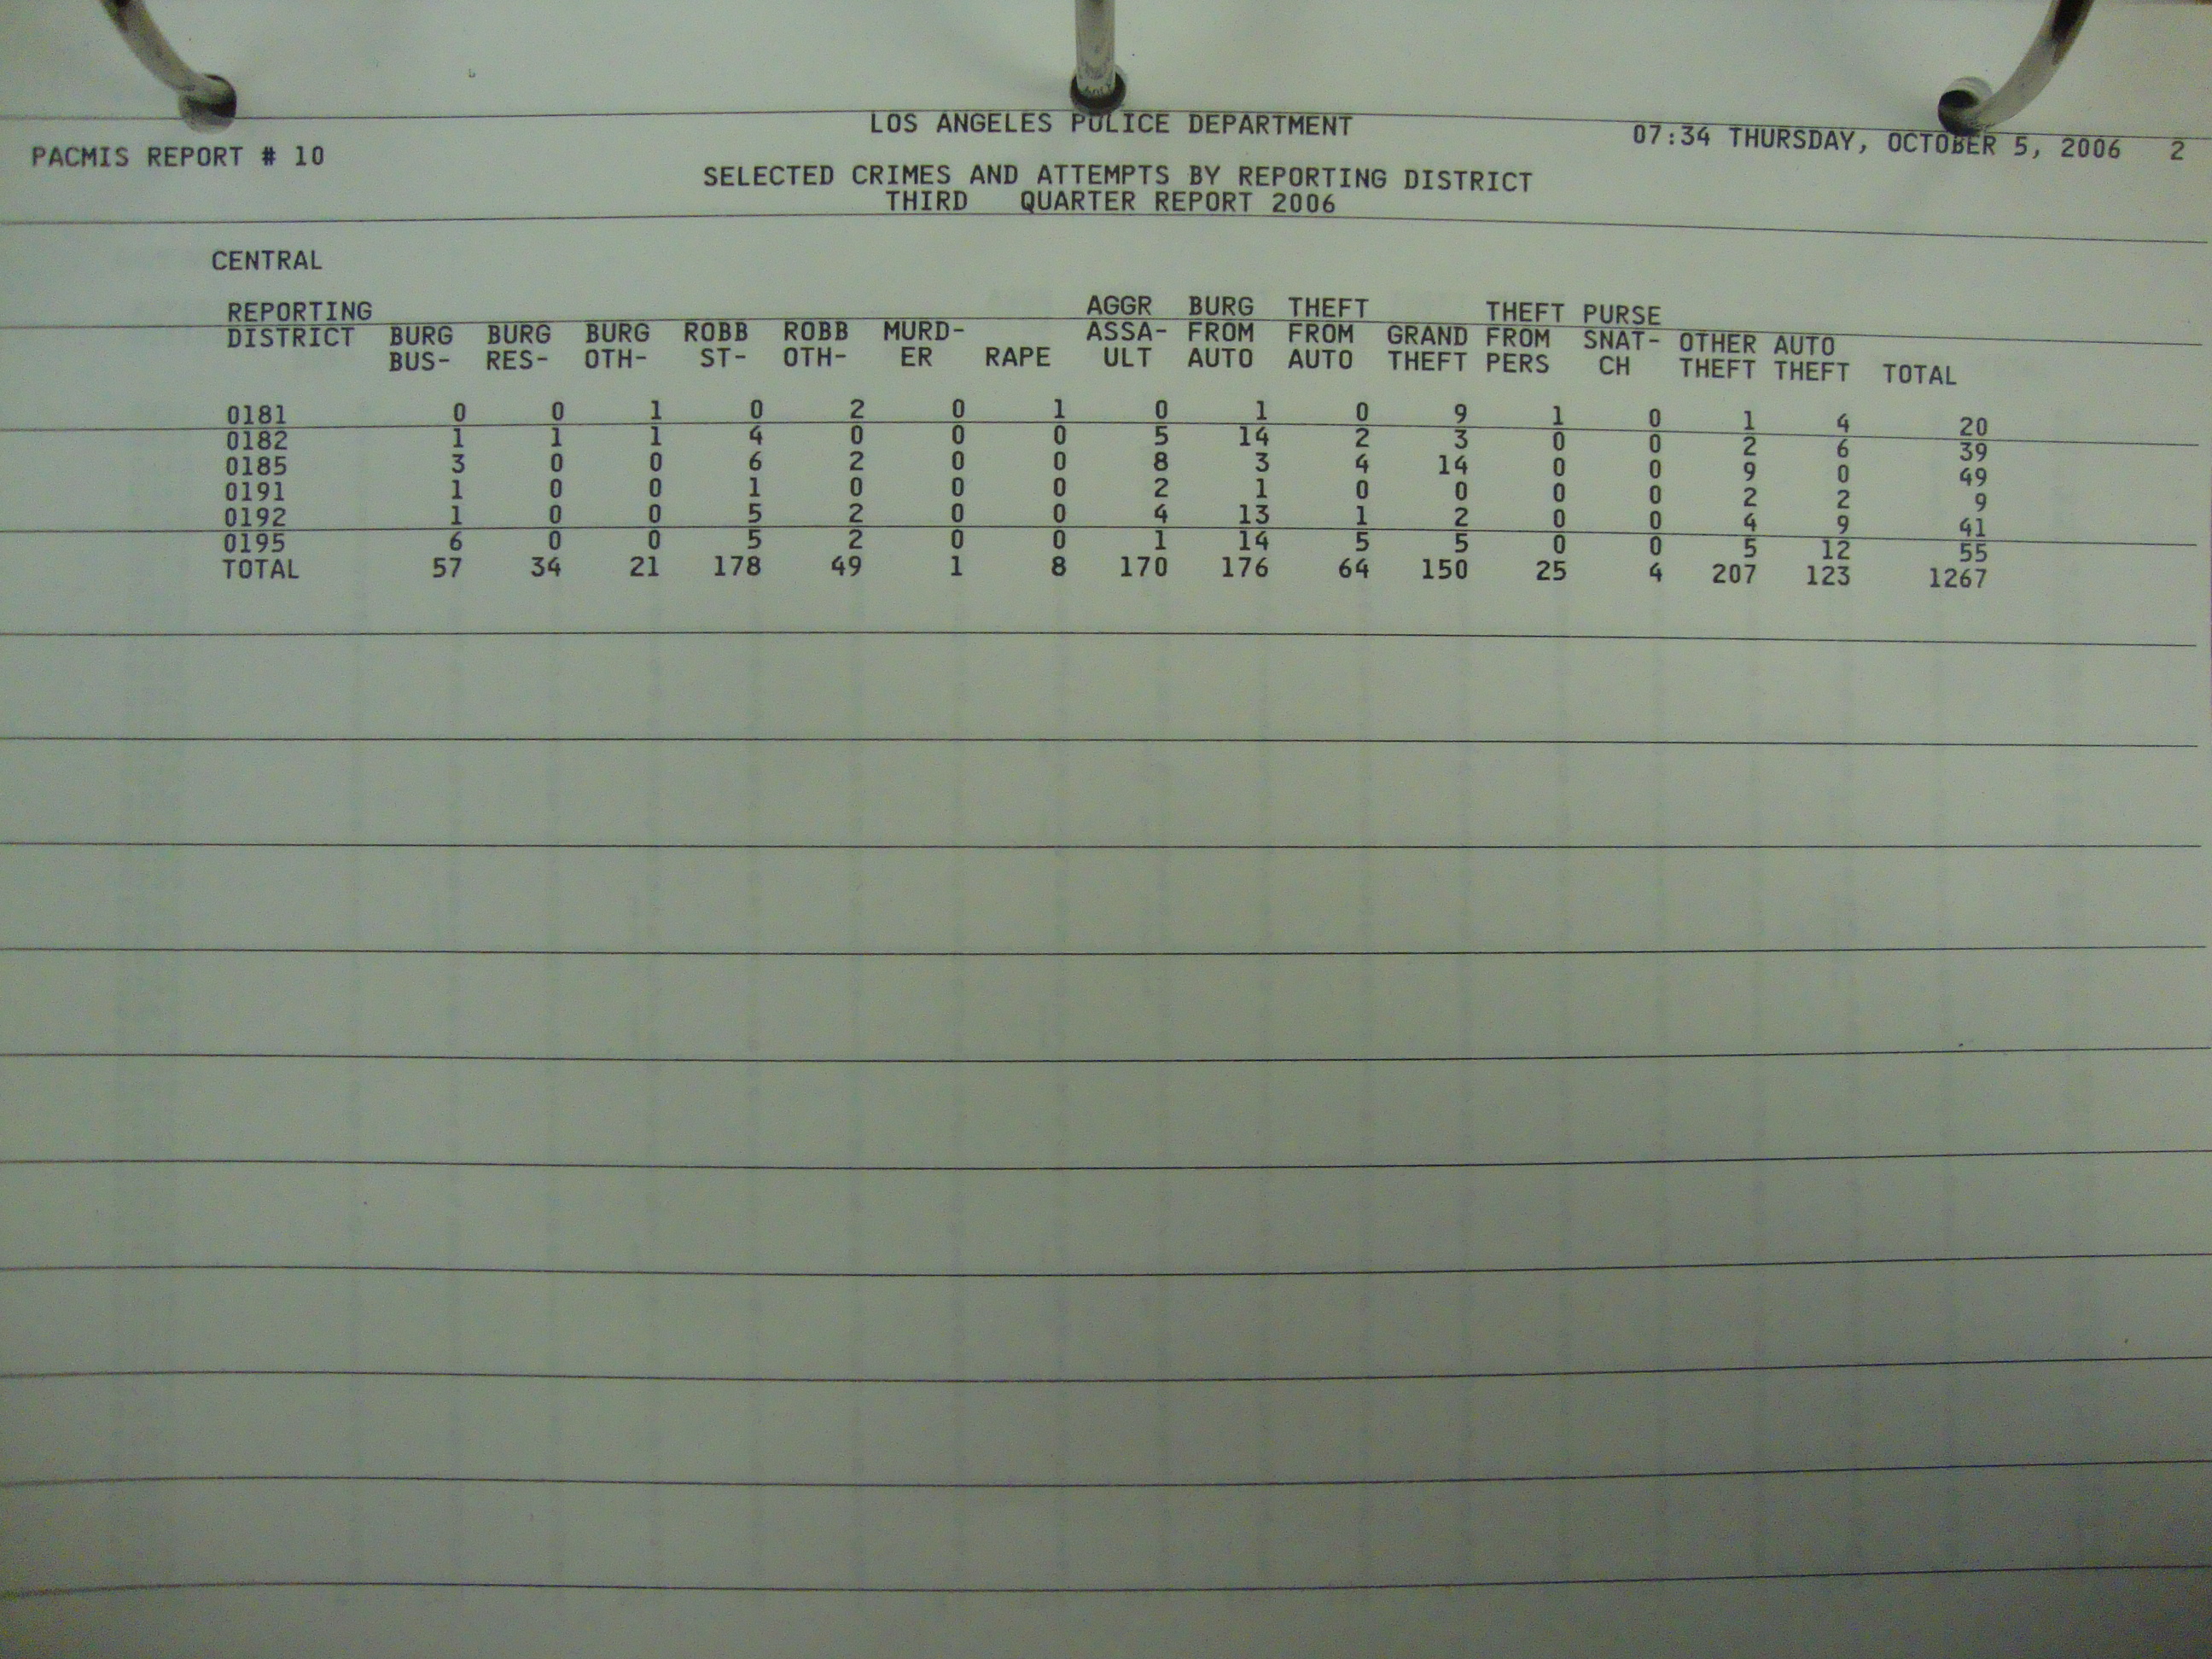 LOS ANGELES POLICE DEPARTMENT
07:34 THURSDAY, OCTOBER 5, 2006 2
PACMIS REPORT # 10
SELECTED CRIMES AND ATTEMPTS BY REPORTING DISTRICT
THIRD QUARTER REPORT 2006
CENTRAL
REPORTING AGGR BURG THEFT THEFT PURSE
DISTRICT BURG BURG BURG ROBB ROBB MURD- ASSA- FROM FROM GRAND FROM SNAT- OTHER AUTO
BUS- RES- OTH- ST- OTH- ER RAPE ULT AUTO AUTO THEFT PERS CH THEFT THEFT TOTAL
0181 0 0 1 0 2 0 1 0 1 0 9 1 0 1 4 20
0182 1 1 1 4 0 0 0 5 14 2 3 0 0 2 6 39
0185 3 0 0 6 2 0 0 8 3 4 14 0 0 9 0 49
0191 1 0 0 1 0 0 0 2 1 0 0 0 0 2 2 9
0192 1 0 0 5 2 0 0 4 13 1 2 0 0 4 9 41
0195 6 0 0 5 2 0 0 1 14 5 5 0 0 5 12 55
TOTAL 57 34 21 178 49 1 8 170 176 64 150 25 4 207 123 1267